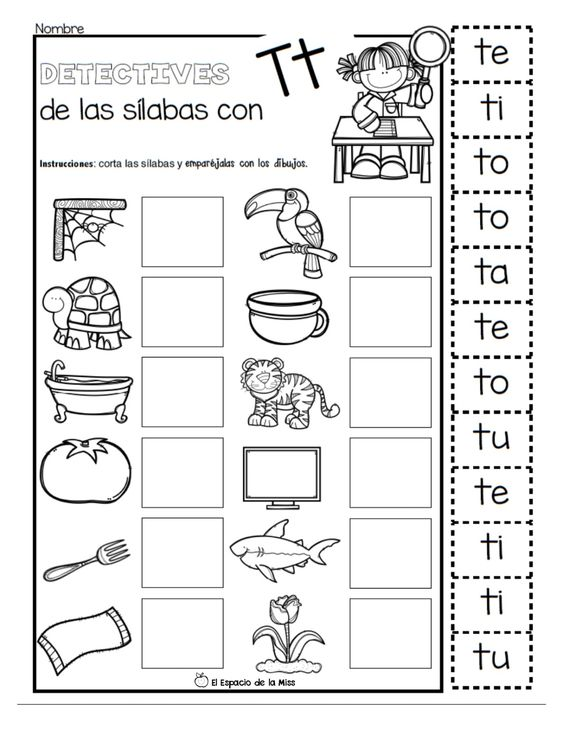 Nombre
DETECTIVES
Tt
de las sílabas con
Instrucciones: corta las sílabas y emparéjalas con los dibujos.
te
ti
to
to
ta
te
to
tu
te
ti
ti
tu
El Espacio de la Miss